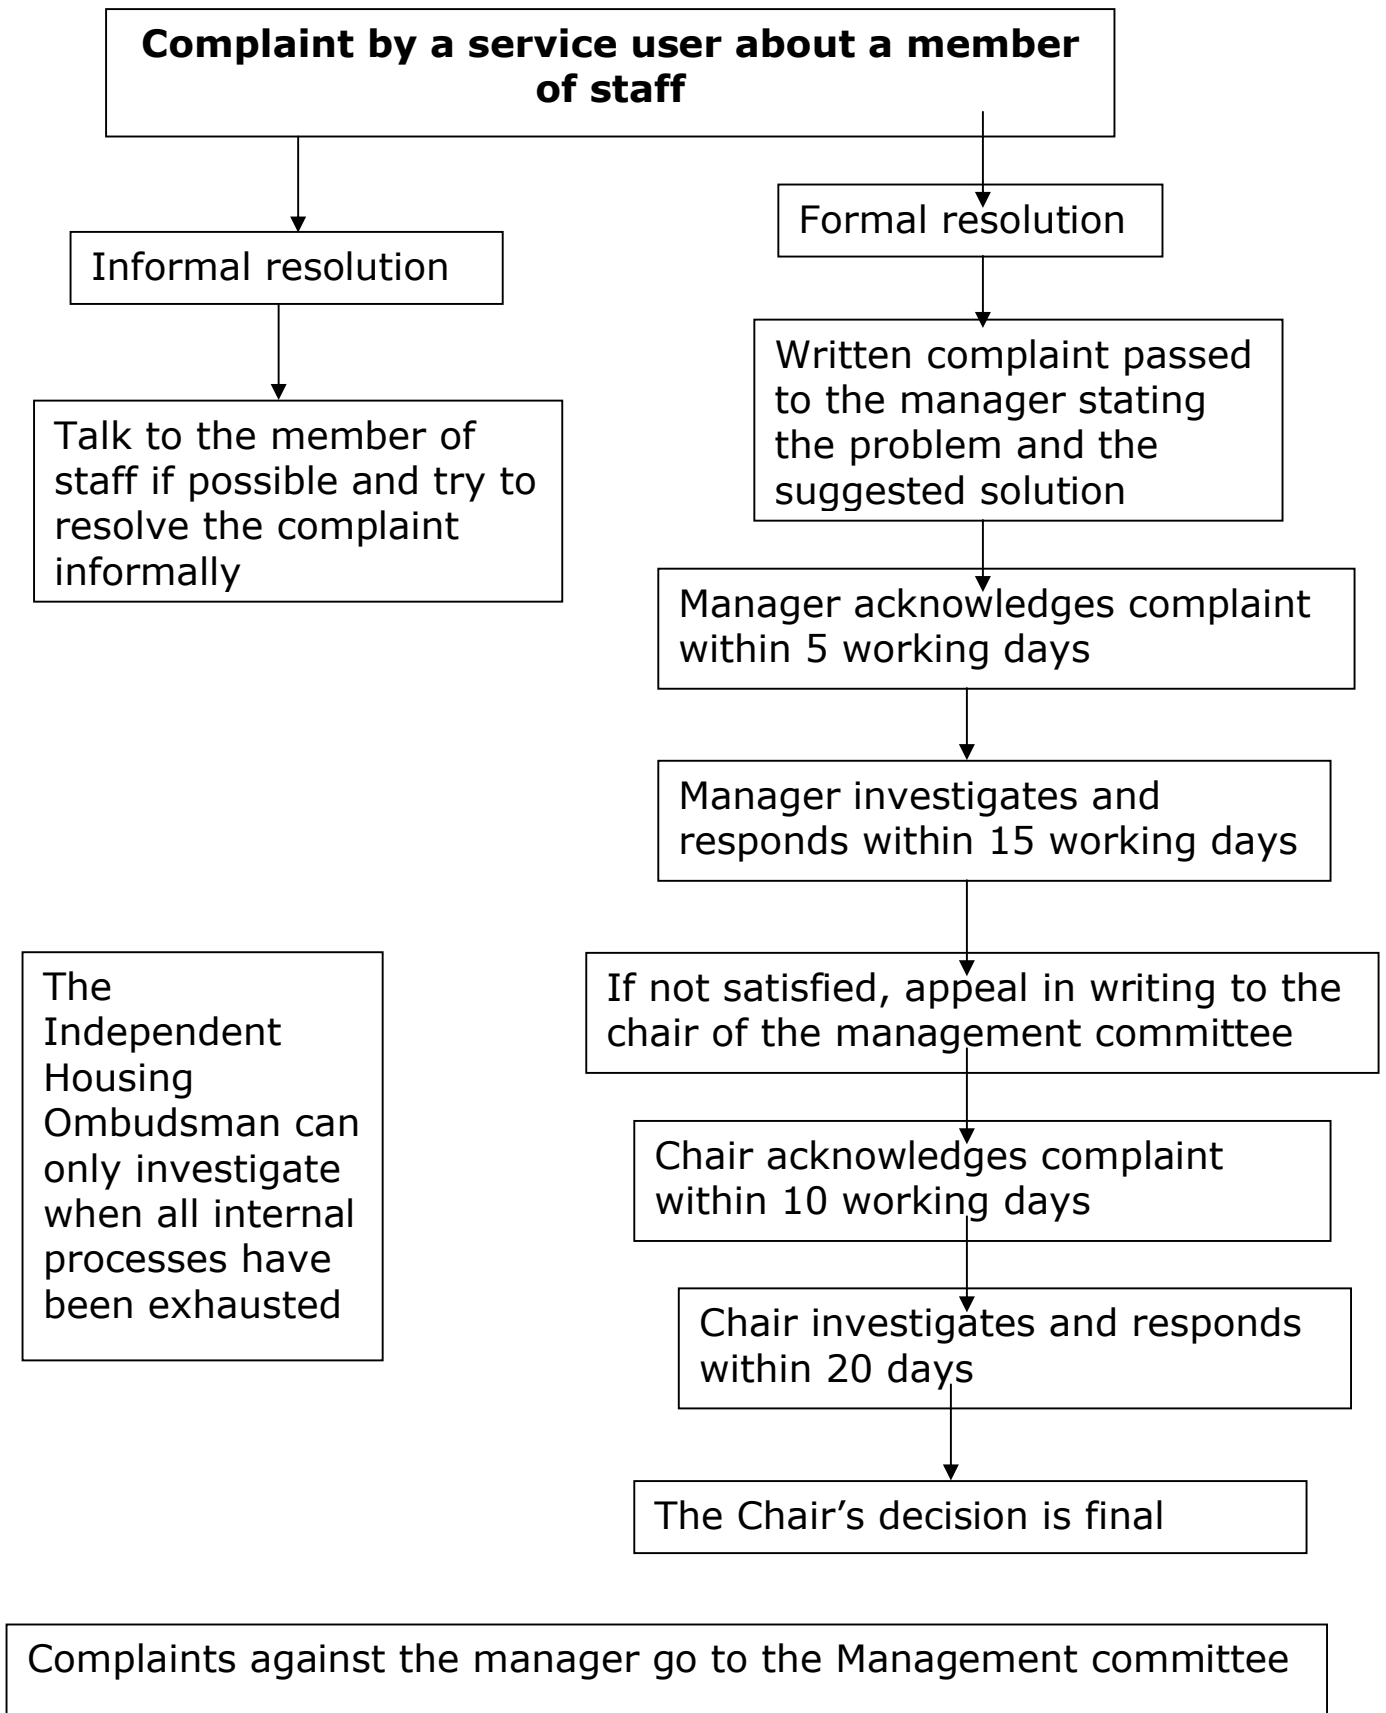 Complaint by a service user about a member
of staff
Informal resolution
Talk to the member of
staff if possible and try to
resolve the complaint
informally
Formal resolution
Written complaint passed
to the manager stating
the problem and the
suggested solution
Manager acknowledges complaint
within 5 working days
Manager investigates and
responds within 15 working days
If not satisfied, appeal in writing to the
chair of the management committee
Chair acknowledges complaint
within 10 working days
Chair investigates and responds
within 20 days
The Chair’s decision is final
The
Independent
Housing
Ombudsman can
only investigate
when all internal
processes have
been exhausted
Complaints against the manager go to the Management committee